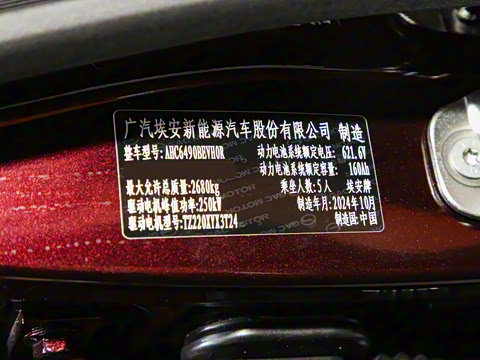 广汽埃安新能源汽车股份有限公司 制造
整车型号: AHC6490BEVH0R 动力电池系统额定电压: 621.6V
动力电池系统额定容量: 160Ah
最大允许总质量: 2680kg 乘坐人数: 5人 埃安牌
驱动电机峰值功率: 250kW 制造年月: 2024年10月
驱动电机型号: TZ220XYX3T24 制造国: 中国